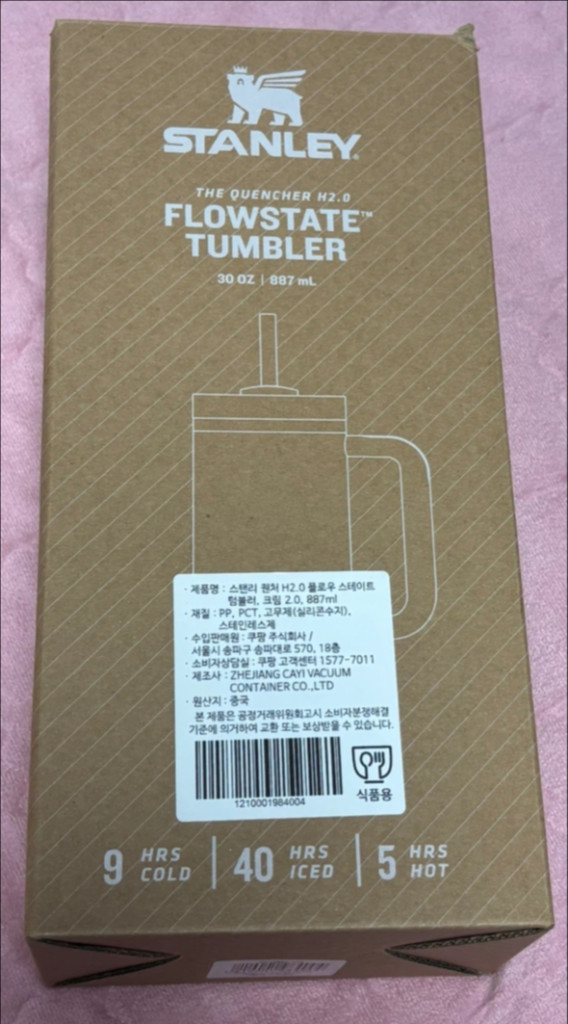 STANLEY
THE QUENCHER H2.0
FLOWSTATE™
TUMBLER
30 OZ | 887 mL
· 제품명 : 스탠리 퀜처 H2.0 플로우 스테이트
텀블러, 크림 2.0, 887ml
· 재질 : PP, PCT, 고무제(실리콘수지),
스테인레스제
· 수입판매원 : 쿠팡 주식회사 /
서울시 송파구 송파대로 570, 18층
· 소비자상담실 : 쿠팡 고객센터 1577-7011
· 제조사 : ZHEJIANG CAYI VACUUM
CONTAINER CO.,LTD
· 원산지 : 중국
본 제품은 공정거래위원회고시 소비자분쟁해결
기준에 의거하여 교환 또는 보상받을 수 있습니다.
1210001984004
식품용
9 HRS COLD | 40 HRS ICED | 5 HRS HOT